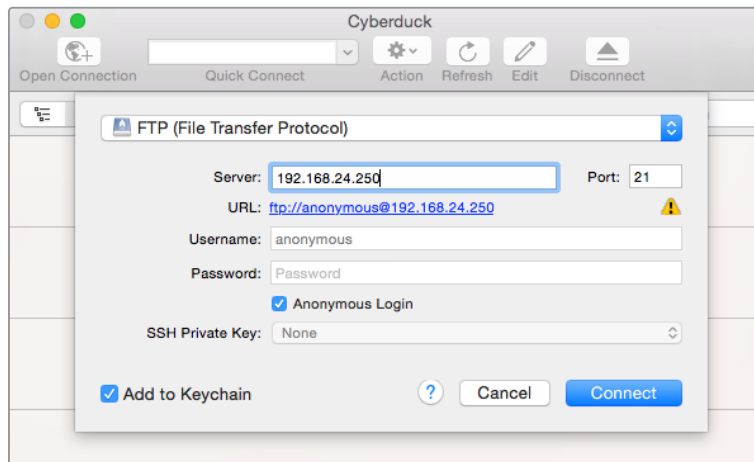 Cyberduck
Open Connection Quick Connect Action Refresh Edit Disconnect
FTP (File Transfer Protocol)
Server: 192.168.24.250 Port: 21
URL: ftp://anonymous@192.168.24.250
Username: anonymous
Password: Password
Anonymous Login
SSH Private Key: None
Add to Keychain ? Cancel Connect